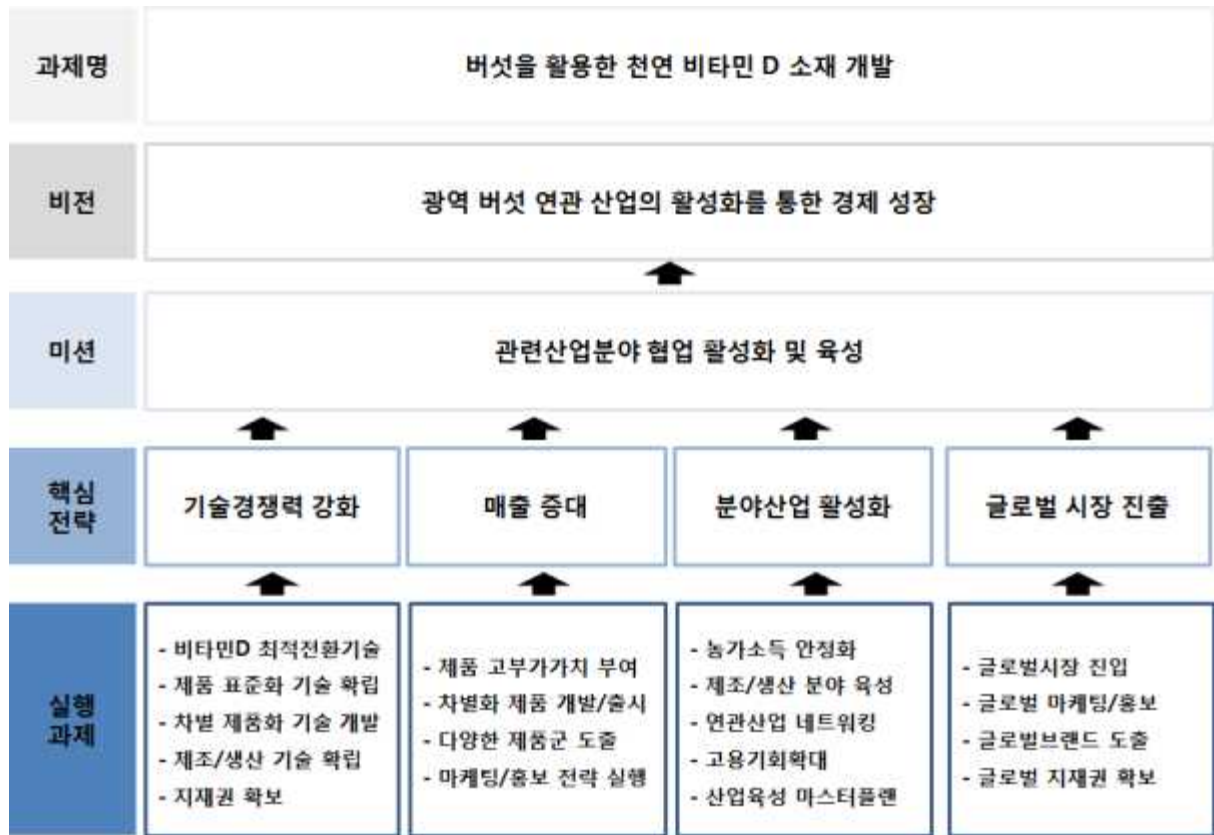 과제명
버섯을 활용한 천연 비타민 D 소재 개발
비전
광역 버섯 연관 산업의 활성화를 통한 경제 성장
미션
관련산업분야 협업 활성화 및 육성
핵심
전략
기술경쟁력 강화
매출 증대
분야산업 활성화
글로벌 시장 진출
실행
과제
- 비타민D 최적전환기술
- 제품 표준화 기술 확립
- 차별 제품화 기술 개발
- 제조/생산 기술 확립
- 지재권 확보
- 제품 고부가가치 부여
- 차별화 제품 개발/출시
- 다양한 제품군 도출
- 마케팅/홍보 전략 실행
- 농가소득 안정화
- 제조/생산 분야 육성
- 연관산업 네트워킹
- 고용기회확대
- 산업육성 마스터플랜
- 글로벌시장 진입
- 글로벌 마케팅/홍보
- 글로벌브랜드 도출
- 글로벌 지재권 확보